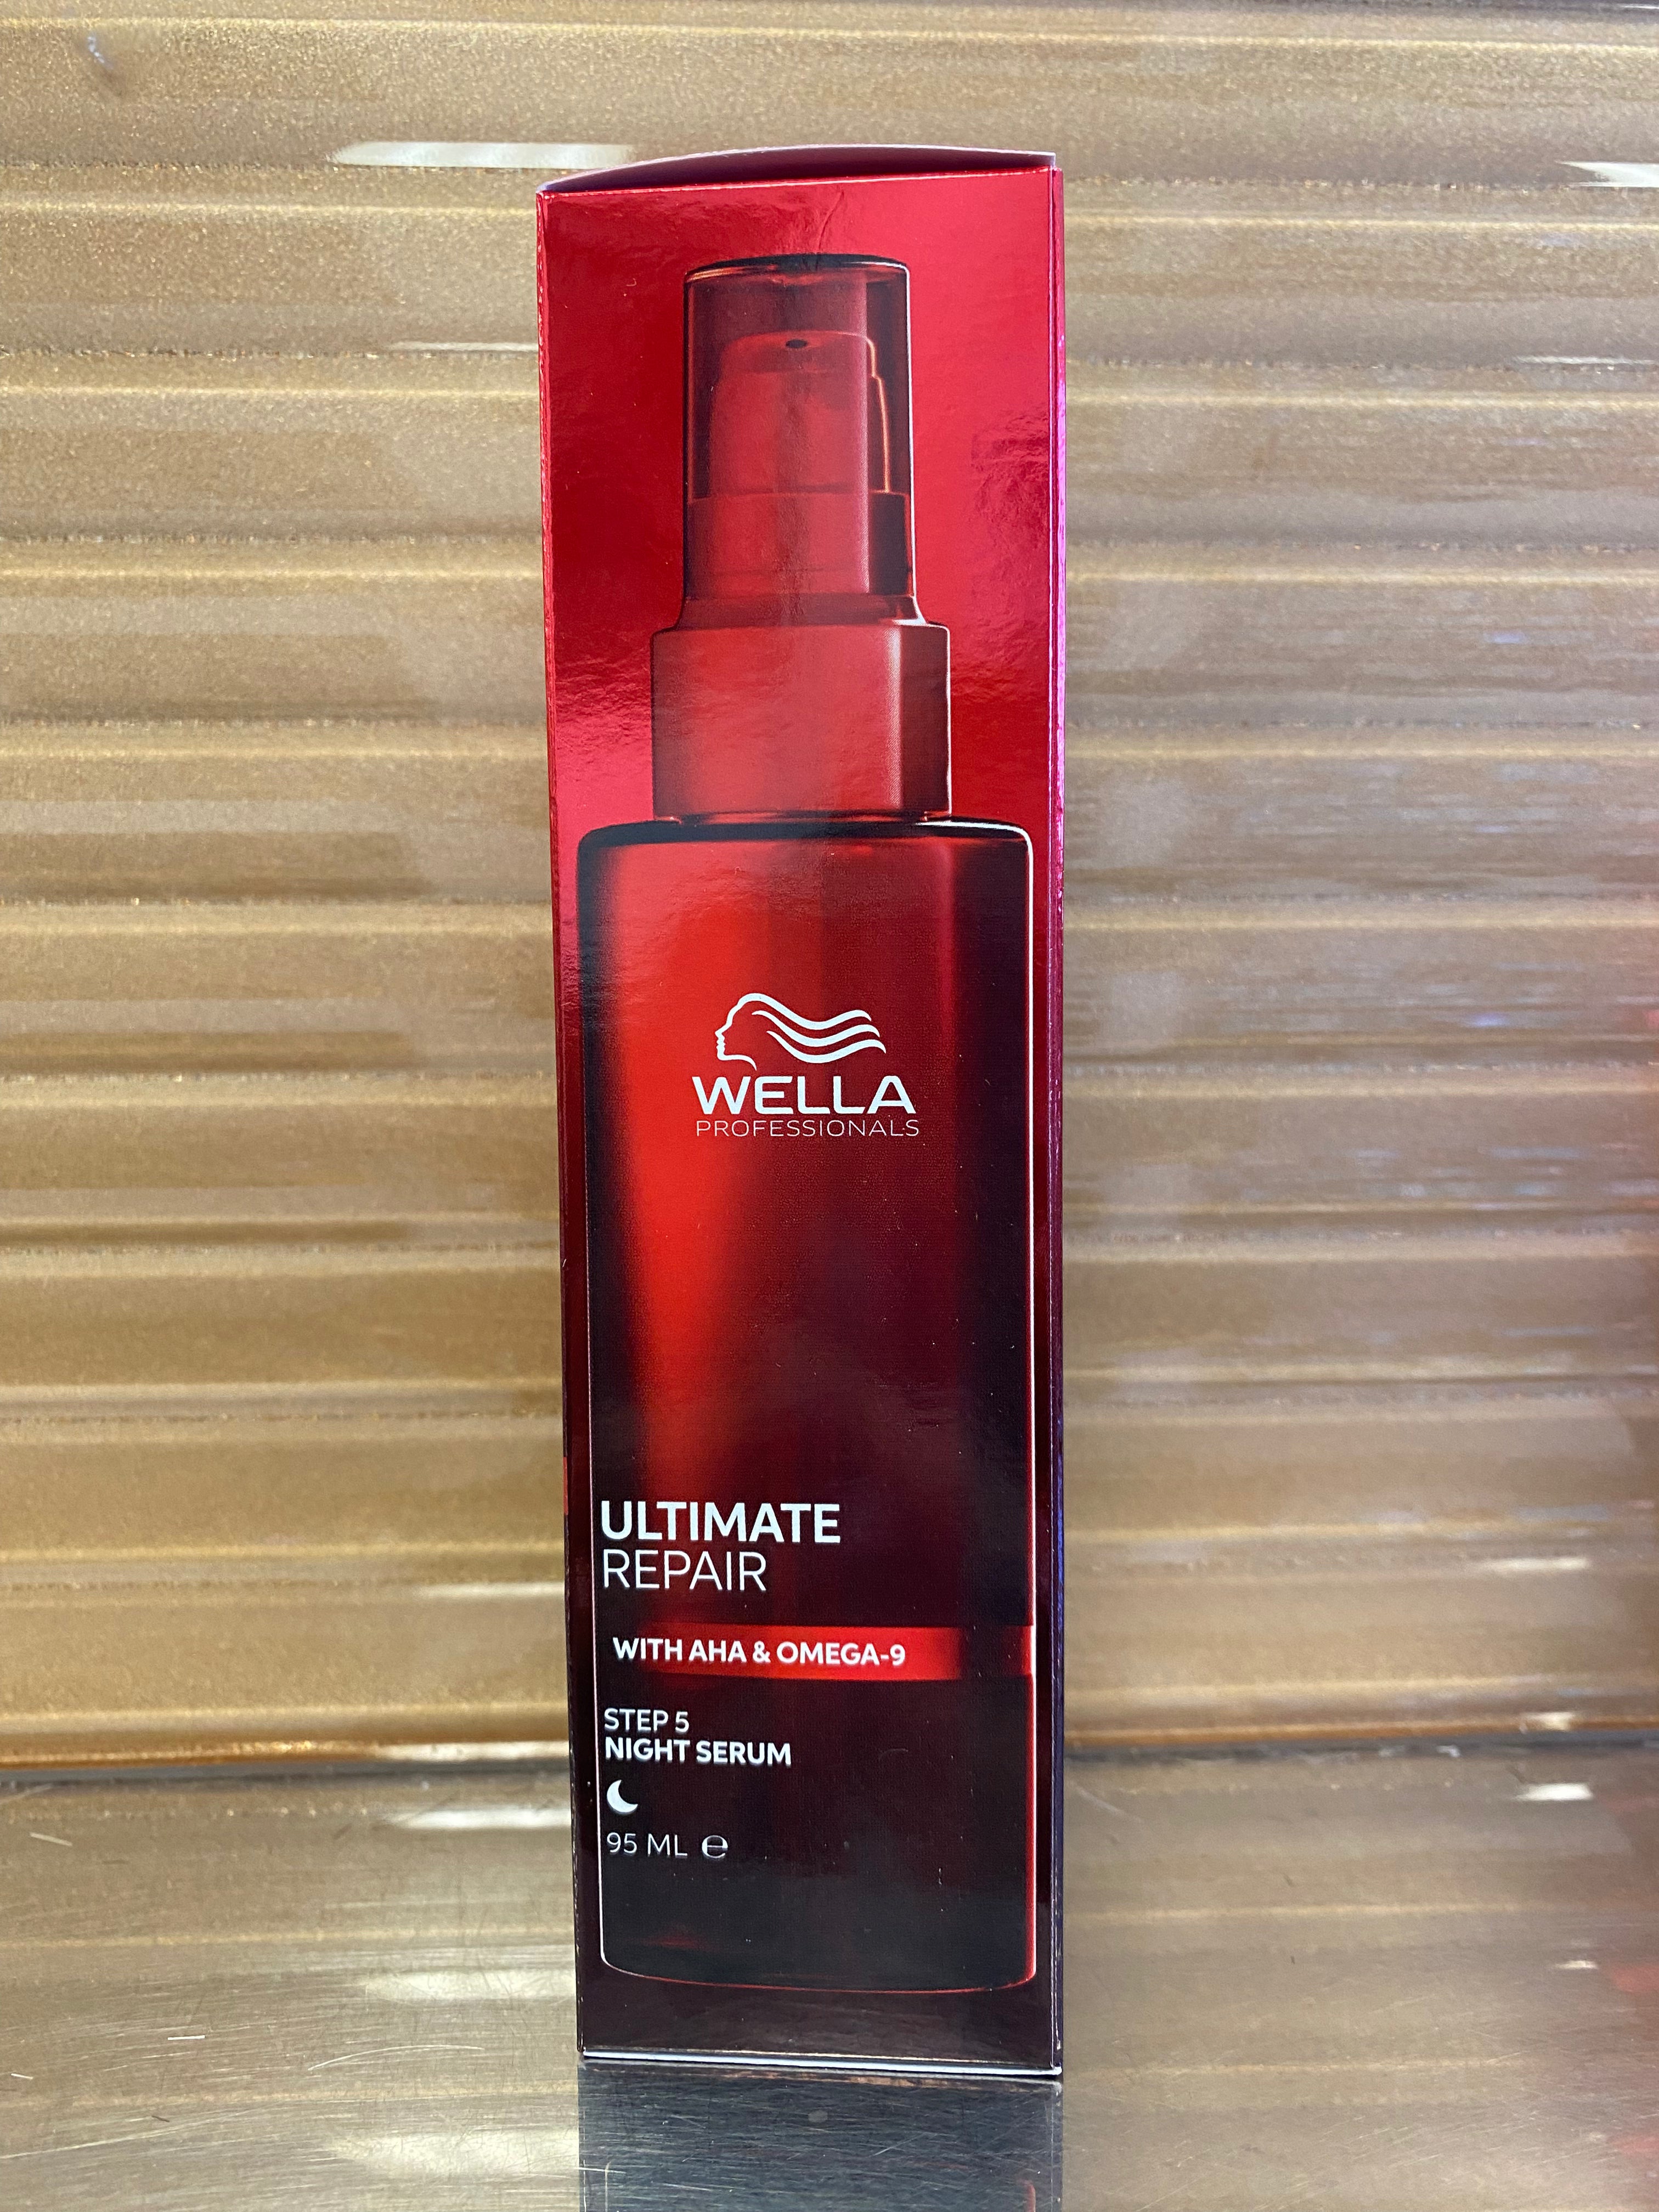 WELLA
PROFESSIONALS
ULTIMATE
REPAIR
WITH AHA & OMEGA-9
STEP 5
NIGHT SERUM
95 ML ℮